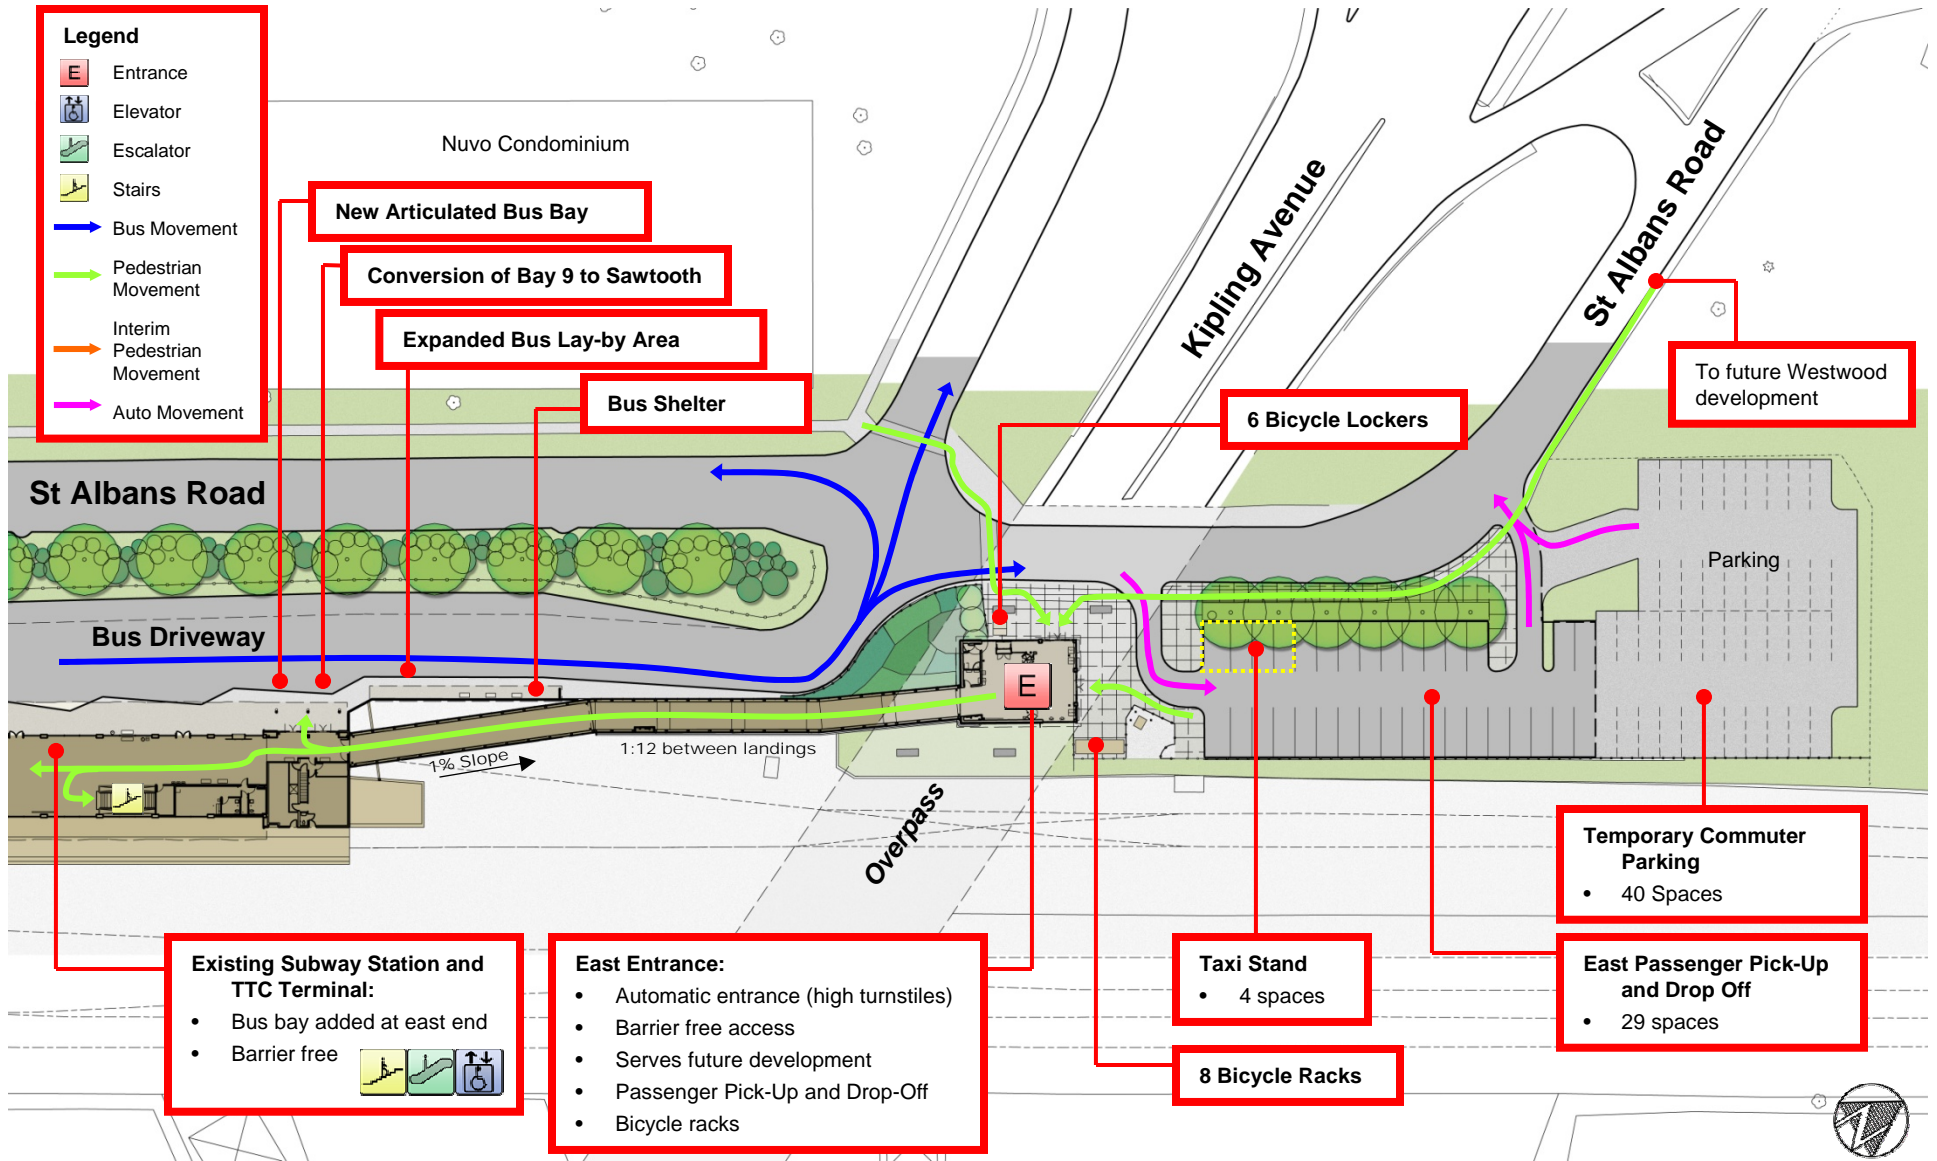 Legend
E Entrance
Elevator
Escalator
Stairs
Bus Movement
Pedestrian
Movement
Interim
Pedestrian
Movement
Auto Movement
Nuvo Condominium
New Articulated Bus Bay
Conversion of Bay 9 to Sawtooth
Expanded Bus Lay-by Area
Bus Shelter
Kipling Avenue
St Albans Road
To future Westwood
development
6 Bicycle Lockers
St Albans Road
Bus Driveway
Parking
E
1% Slope
1:12 between landings
Overpass
Temporary Commuter
Parking
• 40 Spaces
Existing Subway Station and
TTC Terminal:
• Bus bay added at east end
• Barrier free
East Entrance:
• Automatic entrance (high turnstiles)
• Barrier free access
• Serves future development
• Passenger Pick-Up and Drop-Off
• Bicycle racks
Taxi Stand
• 4 spaces
8 Bicycle Racks
East Passenger Pick-Up
and Drop Off
• 29 spaces